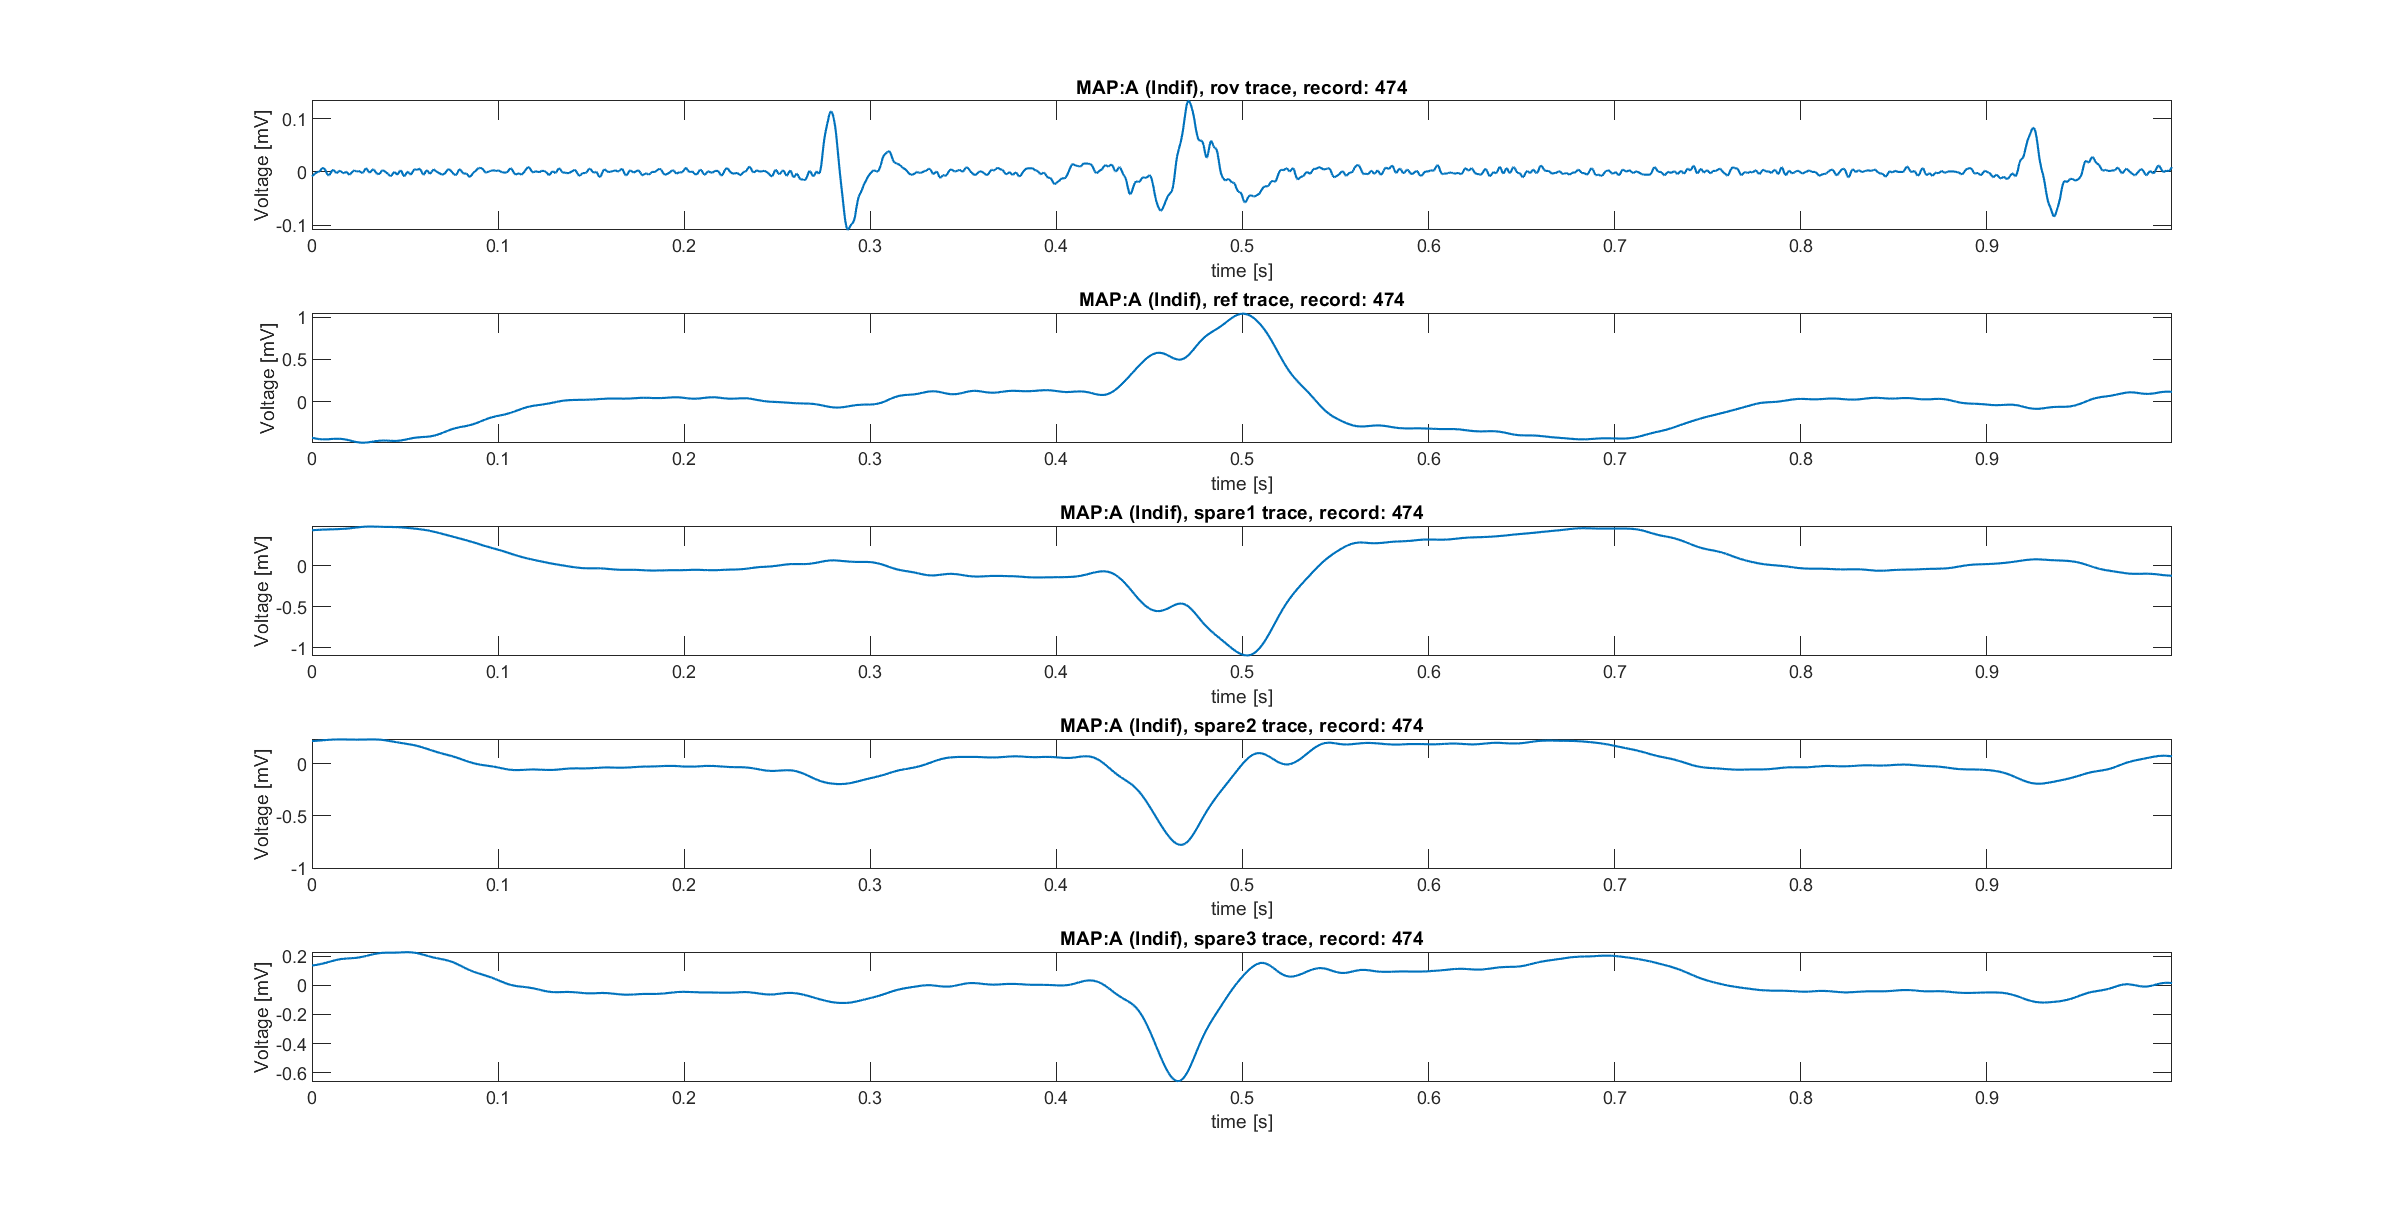 MAP:A (Indif), rov trace, record: 474
Voltage [mV]
0.1
0
-0.1
0 0.1 0.2 0.3 0.4 0.5 0.6 0.7 0.8 0.9
time [s]
MAP:A (Indif), ref trace, record: 474
Voltage [mV]
1
0.5
0
0 0.1 0.2 0.3 0.4 0.5 0.6 0.7 0.8 0.9
time [s]
MAP:A (Indif), spare1 trace, record: 474
Voltage [mV]
0
-0.5
-1
0 0.1 0.2 0.3 0.4 0.5 0.6 0.7 0.8 0.9
time [s]
MAP:A (Indif), spare2 trace, record: 474
Voltage [mV]
0
-0.5
-1
0 0.1 0.2 0.3 0.4 0.5 0.6 0.7 0.8 0.9
time [s]
MAP:A (Indif), spare3 trace, record: 474
Voltage [mV]
0.2
0
-0.2
-0.4
-0.6
0 0.1 0.2 0.3 0.4 0.5 0.6 0.7 0.8 0.9
time [s]